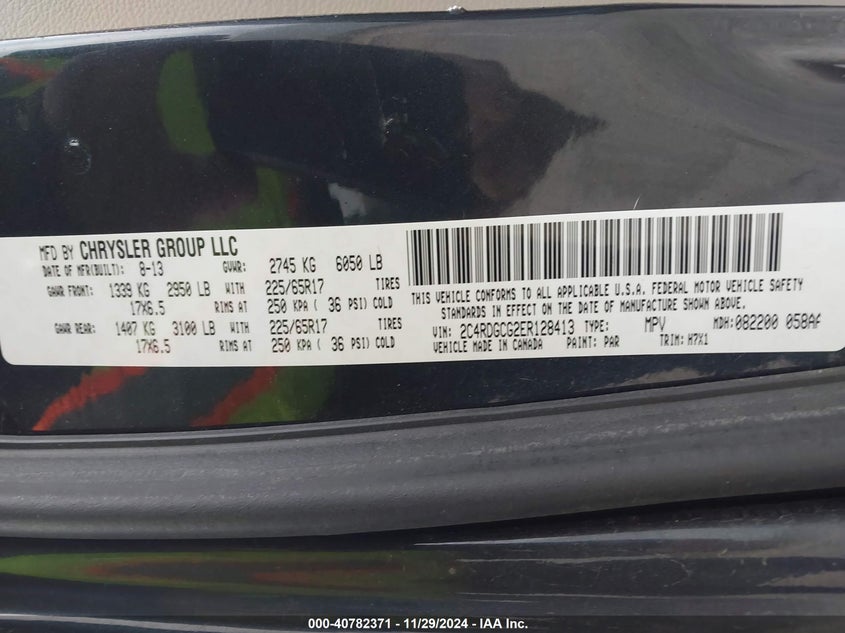 MFD BY CHRYSLER GROUP LLC
DATE OF MFR(BUILT): 8-13 GVWR: 2745 KG 6050 LB
GAWR FRONT: 1339 KG 2950 LB WITH 225/65R17 TIRES
17X6.5 RIMS AT 250 KPA ( 36 PSI) COLD
GAWR REAR: 1407 KG 3100 LB WITH 225/65R17 TIRES
17X6.5 RIMS AT 250 KPA ( 36 PSI) COLD
THIS VEHICLE CONFORMS TO ALL APPLICABLE U.S.A. FEDERAL MOTOR VEHICLE SAFETY
STANDARDS IN EFFECT ON THE DATE OF MANUFACTURE SHOWN ABOVE.
VIN: 2C4RDGCG2ER128413 TYPE: MPV MDH: 082200 058AA
VEHICLE MADE IN CANADA PAINT: PAR TRIM: H7X1
000-40782371 - 11/29/2024 - IAA Inc.